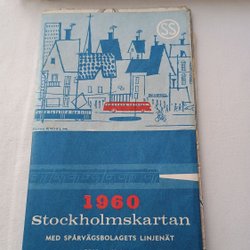 SS
1960
Stockholmskartan
MED SPÅRVÄGSBOLAGETS LINJENÄT